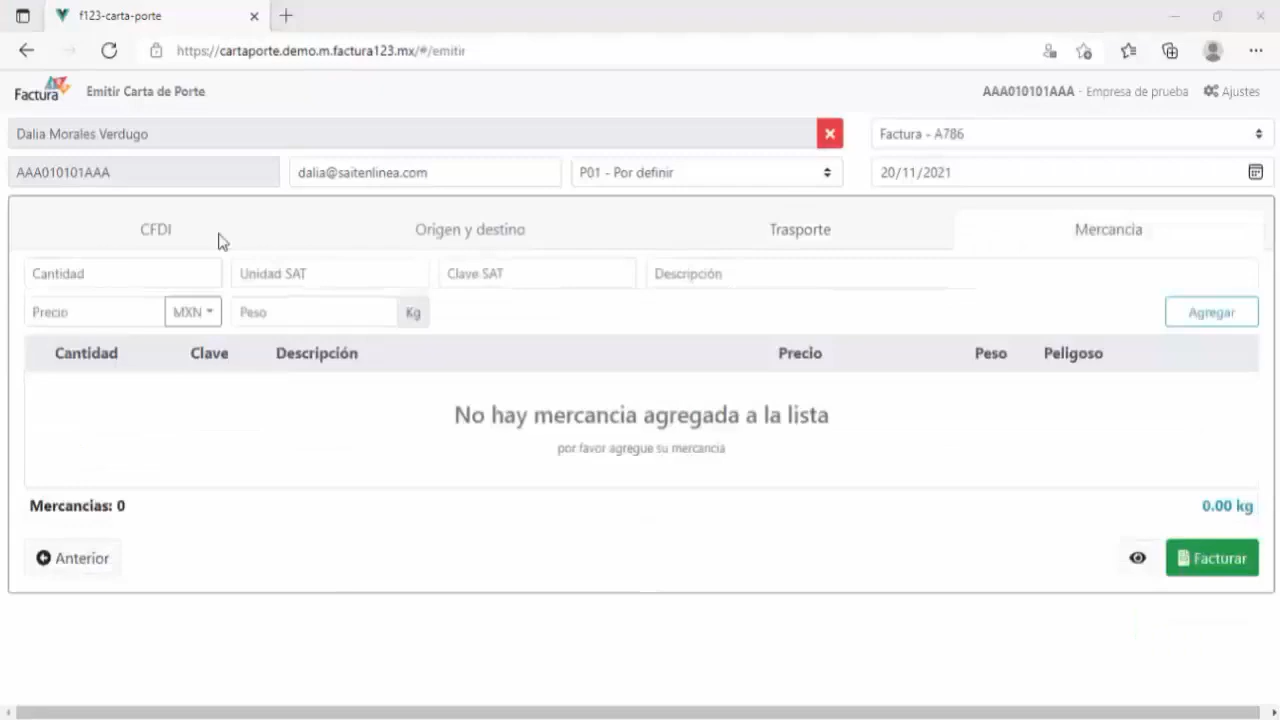 f123-carta-porte
https://cartaporte.demo.m.factura123.mx/#/emitir
Factura Emitir Carta de Porte AAA010101AAA - Empresa de prueba Ajustes
Dalia Morales Verdugo Factura - A786
AAA010101AAA dalia@saitenlinea.com P01 - Por definir 20/11/2021
CFDI Origen y destino Trasporte Mercancia
Cantidad Unidad SAT Clave SAT Descripción
Precio MXN Peso Kg Agregar
Cantidad Clave Descripción Precio Peso Peligoso
No hay mercancia agregada a la lista
por favor agregue su mercancia
Mercancias: 0 0.00 kg
Anterior Facturar